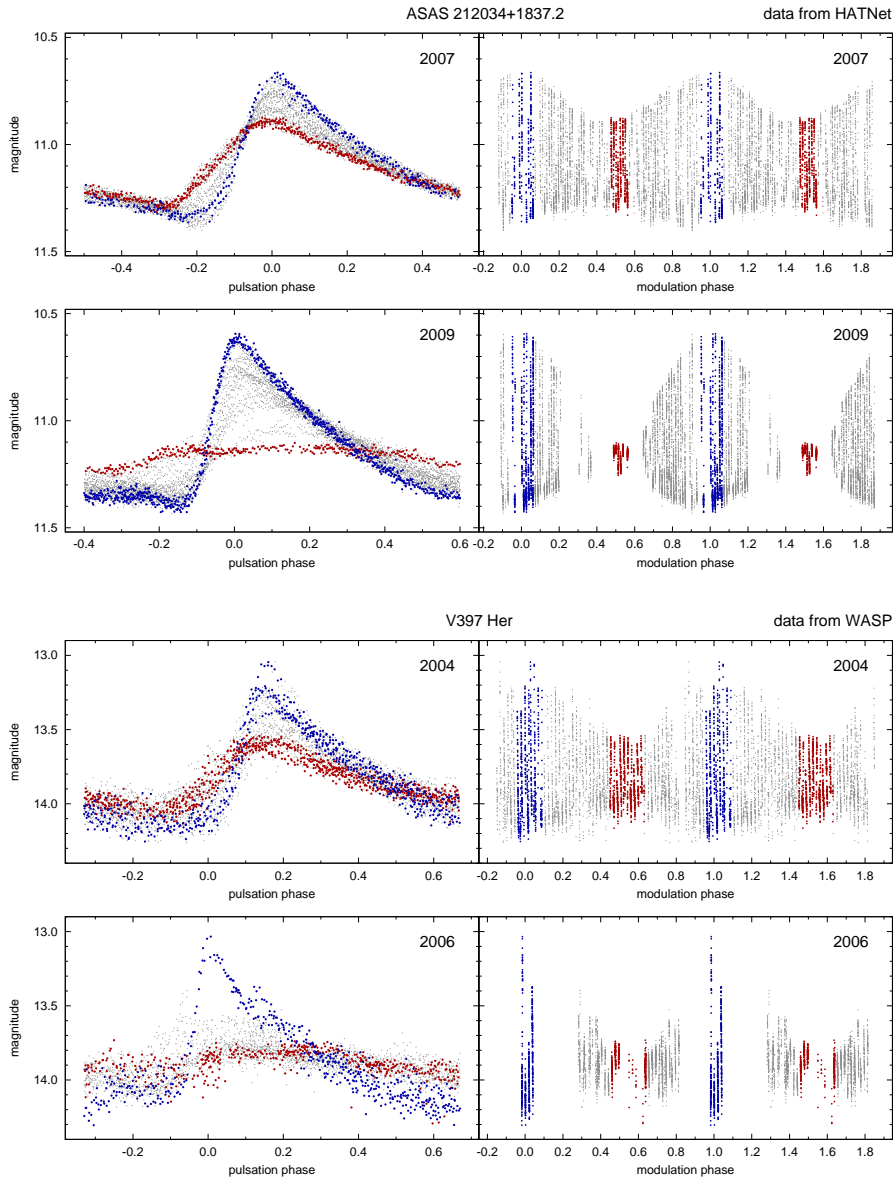 ASAS 212034+1837.2 data from HATNet
10.5
11.0
11.5
magnitude
2007
-0.4 -0.2 0.0 0.2 0.4
pulsation phase
2007
-0.2 0.0 0.2 0.4 0.6 0.8 1.0 1.2 1.4 1.6 1.8
modulation phase
10.5
11.0
11.5
magnitude
2009
-0.4 -0.2 0.0 0.2 0.4 0.6
pulsation phase
2009
-0.2 0.0 0.2 0.4 0.6 0.8 1.0 1.2 1.4 1.6 1.8
modulation phase
V397 Her data from WASP
13.0
13.5
14.0
magnitude
2004
-0.2 0.0 0.2 0.4 0.6
pulsation phase
2004
-0.2 0.0 0.2 0.4 0.6 0.8 1.0 1.2 1.4 1.6 1.8
modulation phase
13.0
13.5
14.0
magnitude
2006
-0.2 0.0 0.2 0.4 0.6
pulsation phase
2006
-0.2 0.0 0.2 0.4 0.6 0.8 1.0 1.2 1.4 1.6 1.8
modulation phase